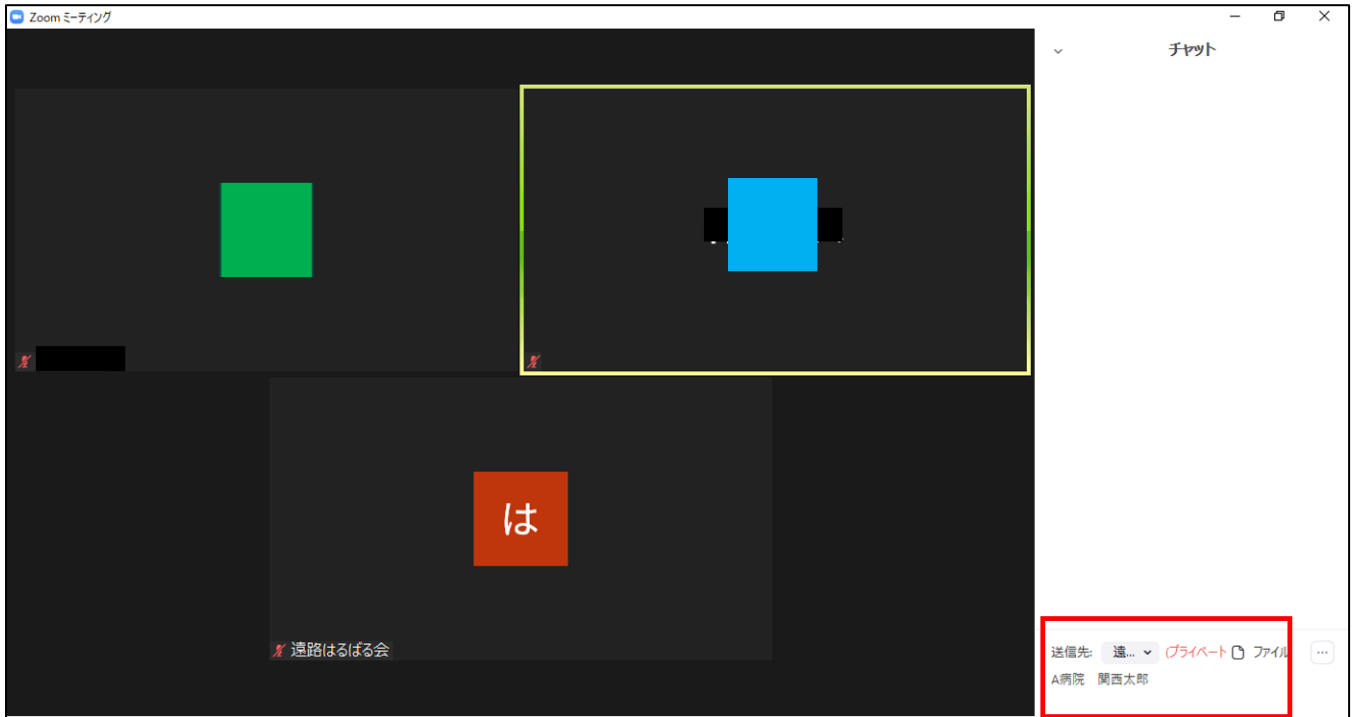 Zoom ミーティング
チャット
は
遠路はるばる会
送信先: 遠... (プライベート ファイル ...
A病院 関西太郎